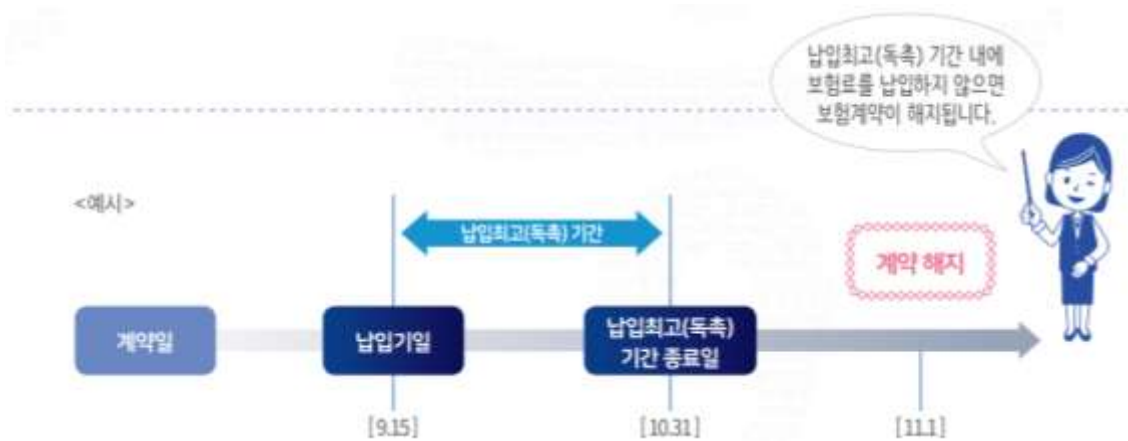 납입최고(독촉) 기간 내에
보험료를 납입하지 않으면
보험계약이 해지됩니다.
<예시>
납입최고(독촉) 기간
계약 해지
계약일
납입기일
납입최고(독촉)
기간 종료일
[9.15]
[10.31]
[11.1]